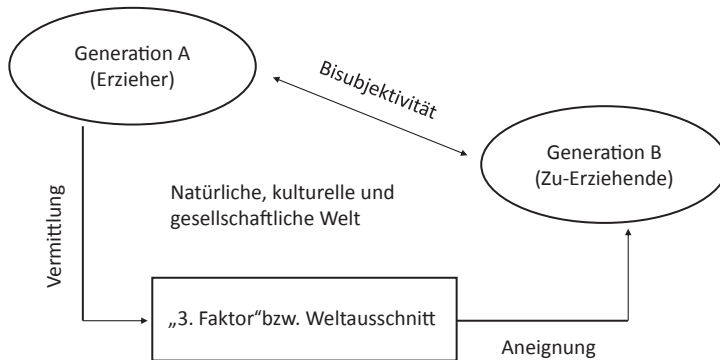 Generation A
(Erzieher)
Bisubjektivität
Generation B
(Zu-Erziehende)
Vermittlung
Natürliche, kulturelle und
gesellschaftliche Welt
„3. Faktor“bzw. Weltausschnitt
Aneignung